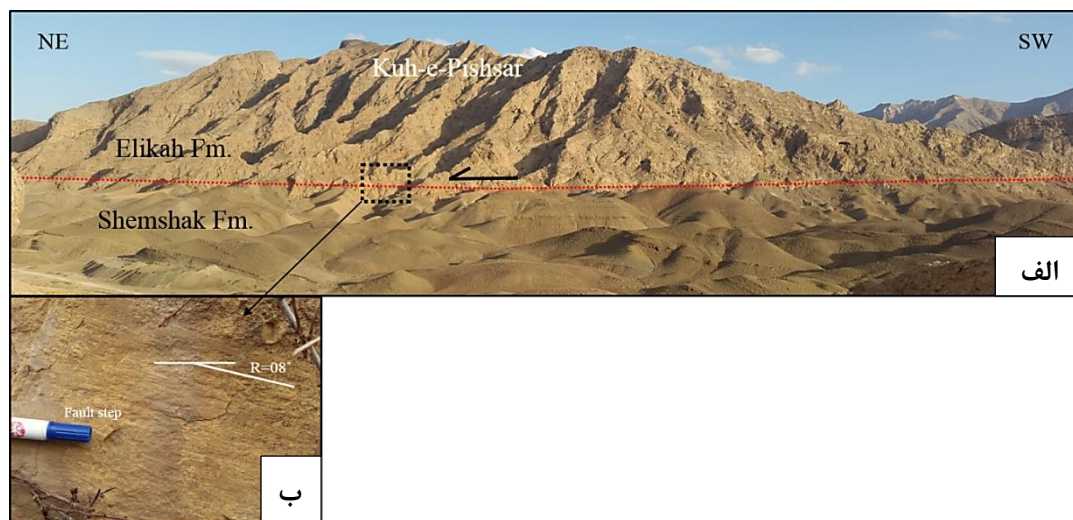 NE
SW
Kuh-e-Pishsar
Elikah Fm.
Shemshak Fm.
الف
R=08°
Fault step
ب